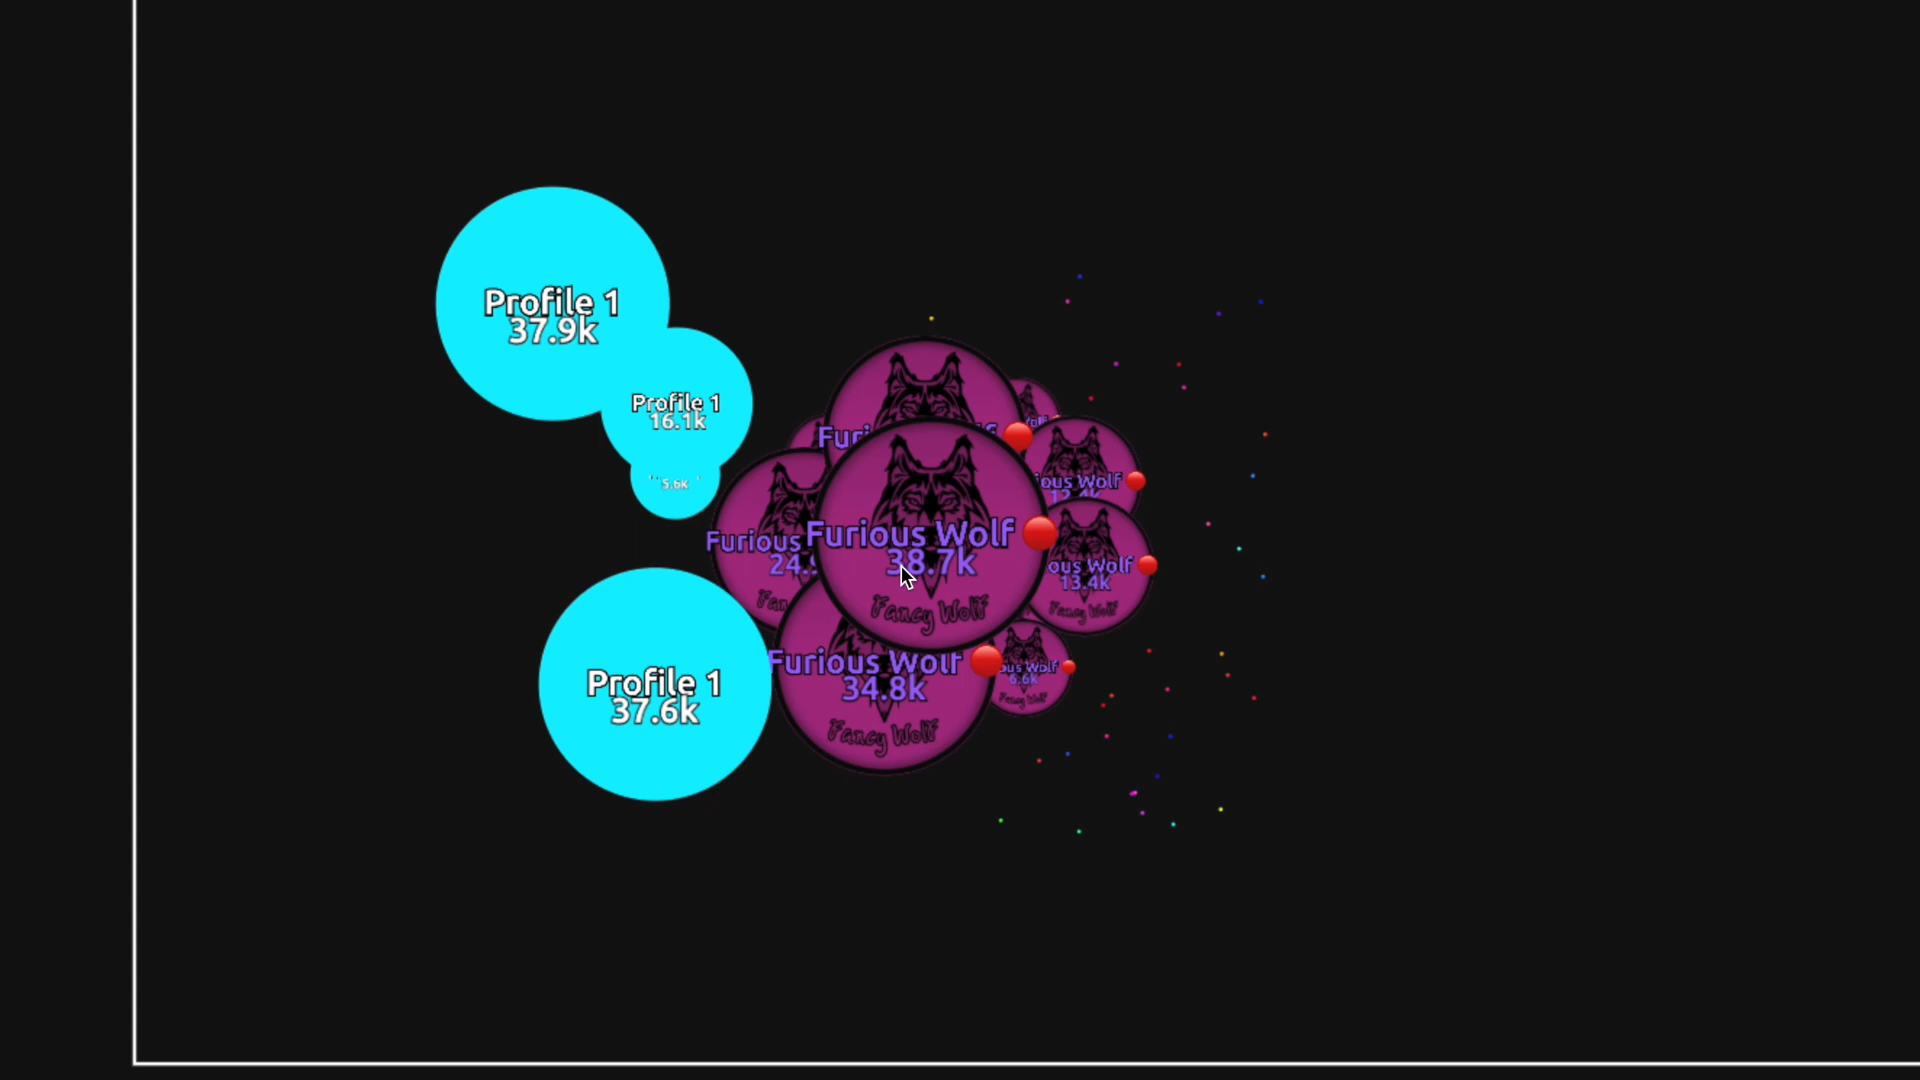 Profile 1
37.9k
Profile 1
16.1k
5.6k
Furious Wolf
38.7k
Fancy Wolf
Furious
ious Wolf
ous Wolf
13.4k
Fancy Wolf
Profile 1
37.6k
Furious Wolf
34.8k
Fancy Wolf
ous Wolf
6.6k
Fancy Wolf